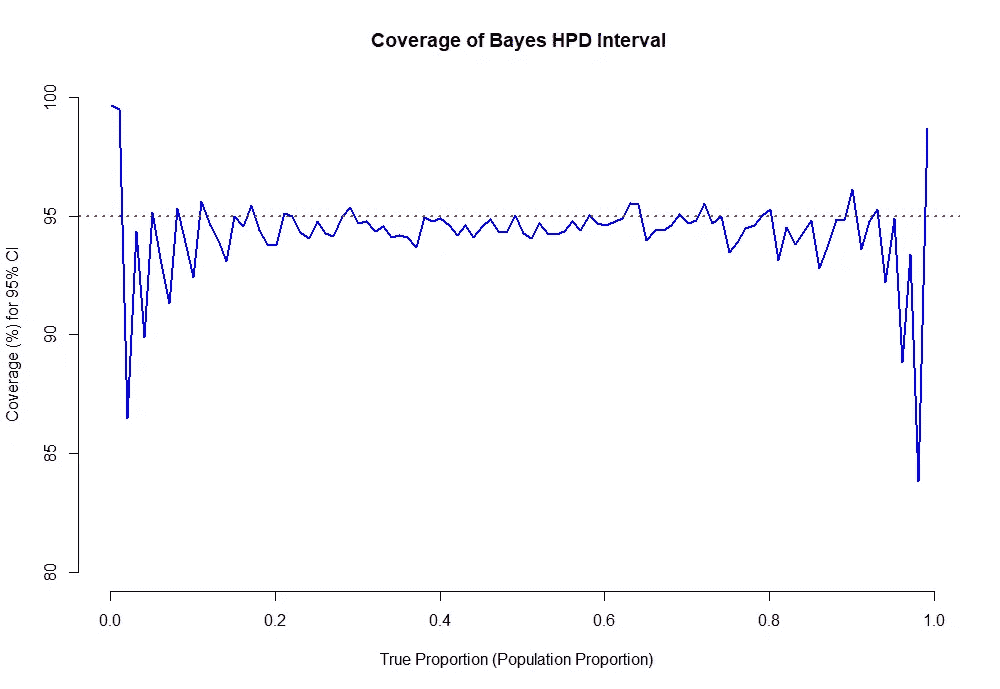 Coverage of Bayes HPD Interval
Coverage (%) for 95% CI
100
95
90
85
80
0.0 0.2 0.4 0.6 0.8 1.0
True Proportion (Population Proportion)